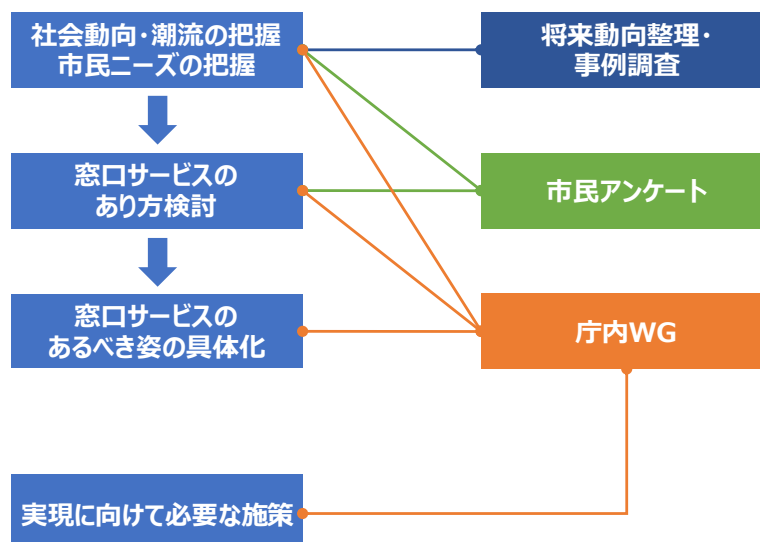 社会動向・潮流の把握
市民ニーズの把握
将来動向整理・
事例調査
窓口サービスの
あり方検討
市民アンケート
窓口サービスの
あるべき姿の具体化
庁内WG
実現に向けて必要な施策